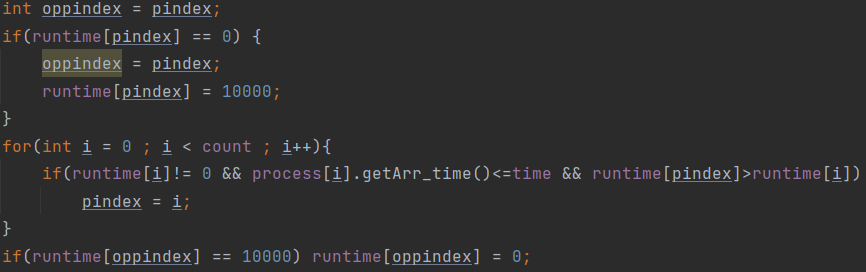 int oppindex = pindex;
if(runtime[pindex] == 0) {
    oppindex = pindex;
    runtime[pindex] = 10000;
}
for(int i = 0 ; i < count ; i++){
    if(runtime[i]!= 0 && process[i].getArr_time()<=time && runtime[pindex]>runtime[i])
        pindex = i;
}
if(runtime[oppindex] == 10000) runtime[oppindex] = 0;